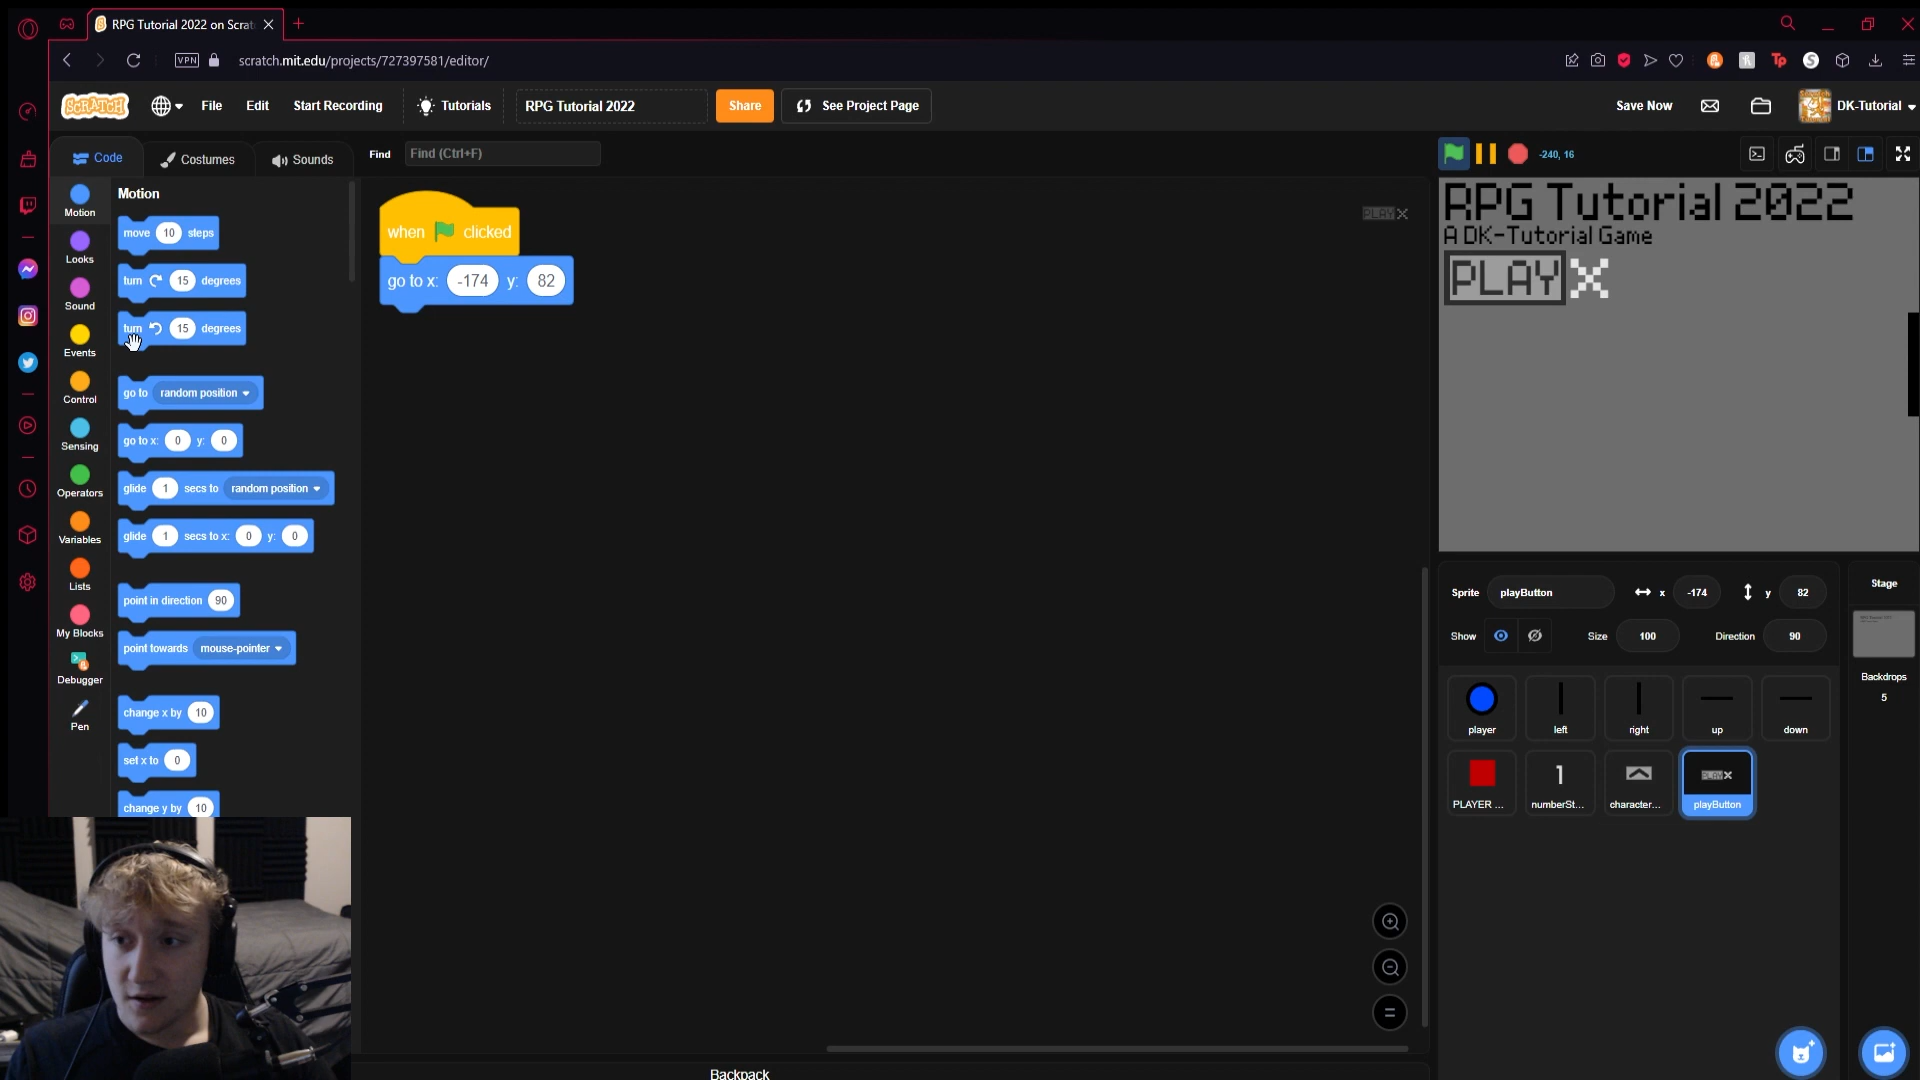 RPG Tutorial 2022 on Scrat
VPN
scratch.mit.edu/projects/727397581/editor/
Tp
S
SCRATCH
File
Edit
Start Recording
Tutorials
RPG Tutorial 2022
Share
See Project Page
Save Now
DK-Tutorial
Code
Costumes
Sounds
Find
Find (Ctrl+F)
-240, 16
Motion
Looks
Sound
Events
Control
Sensing
Operators
Variables
Lists
My Blocks
Debugger
Pen
Motion
move 10 steps
turn 15 degrees
turn 15 degrees
go to random position
go to x: 0 y: 0
glide 1 secs to random position
glide 1 secs to x: 0 y: 0
point in direction 90
point towards mouse-pointer
change x by 10
set x to 0
change y by 10
when clicked
go to x: -174 y: 82
PLAY X
RPG Tutorial 2022
A DK-Tutorial Game
PLAY X
Sprite playButton x -174 y 82
Show Size 100 Direction 90
player
left
right
up
down
PLAYER ...
1
numberSt...
character...
PLAY X
playButton
Stage
Backdrops
5
Backpack